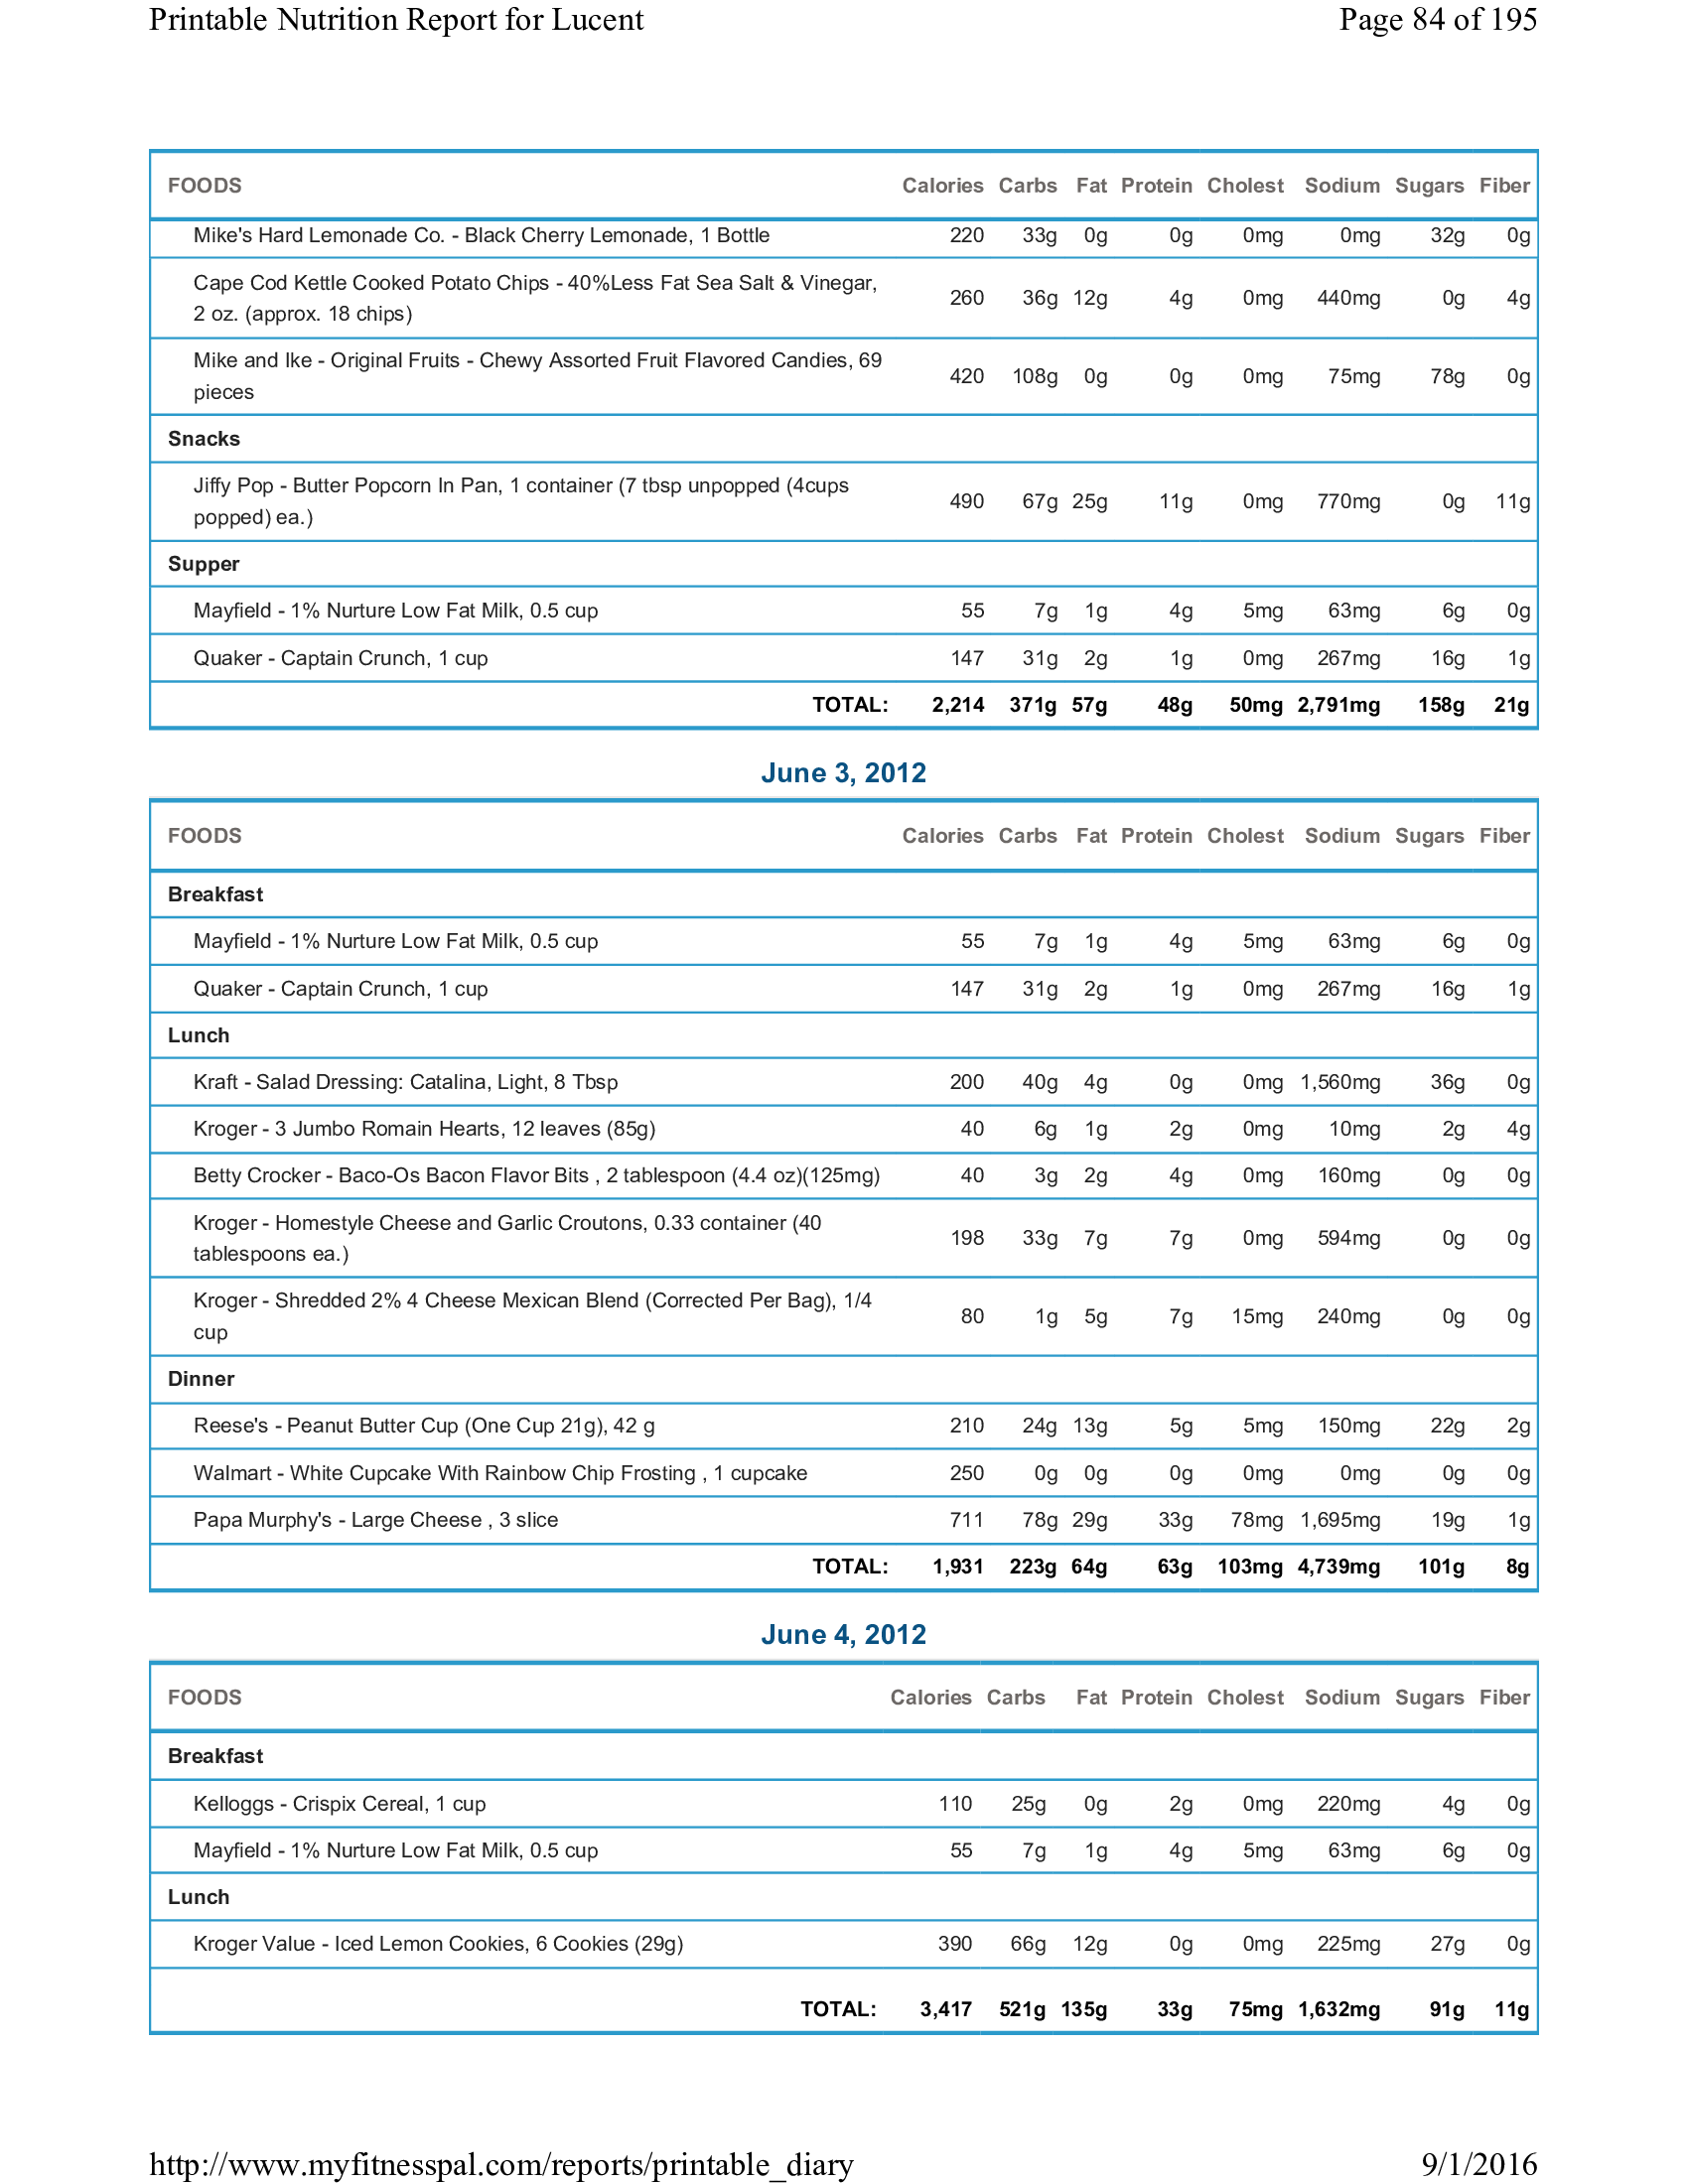 Printable Nutrition Report for Lucent Page 84 of 195
FOODS Calories Carbs Fat Protein Cholest Sodium Sugars Fiber
Mike's Hard Lemonade Co. - Black Cherry Lemonade, 1 Bottle 220 33g 0g 0g 0mg 0mg 32g 0g
Cape Cod Kettle Cooked Potato Chips - 40%Less Fat Sea Salt & Vinegar,
2 oz. (approx. 18 chips) 260 36g 12g 4g 0mg 440mg 0g 4g
Mike and Ike - Original Fruits - Chewy Assorted Fruit Flavored Candies, 69
pieces 420 108g 0g 0g 0mg 75mg 78g 0g
Snacks
Jiffy Pop - Butter Popcorn In Pan, 1 container (7 tbsp unpopped (4cups
popped) ea.) 490 67g 25g 11g 0mg 770mg 0g 11g
Supper
Mayfield - 1% Nurture Low Fat Milk, 0.5 cup 55 7g 1g 4g 5mg 63mg 6g 0g
Quaker - Captain Crunch, 1 cup 147 31g 2g 1g 0mg 267mg 16g 1g
TOTAL: 2,214 371g 57g 48g 50mg 2,791mg 158g 21g
June 3, 2012
FOODS Calories Carbs Fat Protein Cholest Sodium Sugars Fiber
Breakfast
Mayfield - 1% Nurture Low Fat Milk, 0.5 cup 55 7g 1g 4g 5mg 63mg 6g 0g
Quaker - Captain Crunch, 1 cup 147 31g 2g 1g 0mg 267mg 16g 1g
Lunch
Kraft - Salad Dressing: Catalina, Light, 8 Tbsp 200 40g 4g 0g 0mg 1,560mg 36g 0g
Kroger - 3 Jumbo Romain Hearts, 12 leaves (85g) 40 6g 1g 2g 0mg 10mg 2g 4g
Betty Crocker - Baco-Os Bacon Flavor Bits , 2 tablespoon (4.4 oz)(125mg) 40 3g 2g 4g 0mg 160mg 0g 0g
Kroger - Homestyle Cheese and Garlic Croutons, 0.33 container (40
tablespoons ea.) 198 33g 7g 7g 0mg 594mg 0g 0g
Kroger - Shredded 2% 4 Cheese Mexican Blend (Corrected Per Bag), 1/4
cup 80 1g 5g 7g 15mg 240mg 0g 0g
Dinner
Reese's - Peanut Butter Cup (One Cup 21g), 42 g 210 24g 13g 5g 5mg 150mg 22g 2g
Walmart - White Cupcake With Rainbow Chip Frosting , 1 cupcake 250 0g 0g 0g 0mg 0mg 0g 0g
Papa Murphy's - Large Cheese , 3 slice 711 78g 29g 33g 78mg 1,695mg 19g 1g
TOTAL: 1,931 223g 64g 63g 103mg 4,739mg 101g 8g
June 4, 2012
FOODS Calories Carbs Fat Protein Cholest Sodium Sugars Fiber
Breakfast
Kelloggs - Crispix Cereal, 1 cup 110 25g 0g 2g 0mg 220mg 4g 0g
Mayfield - 1% Nurture Low Fat Milk, 0.5 cup 55 7g 1g 4g 5mg 63mg 6g 0g
Lunch
Kroger Value - Iced Lemon Cookies, 6 Cookies (29g) 390 66g 12g 0g 0mg 225mg 27g 0g
TOTAL: 3,417 521g 135g 33g 75mg 1,632mg 91g 11g
http://www.myfitnesspal.com/reports/printable_diary 9/1/2016